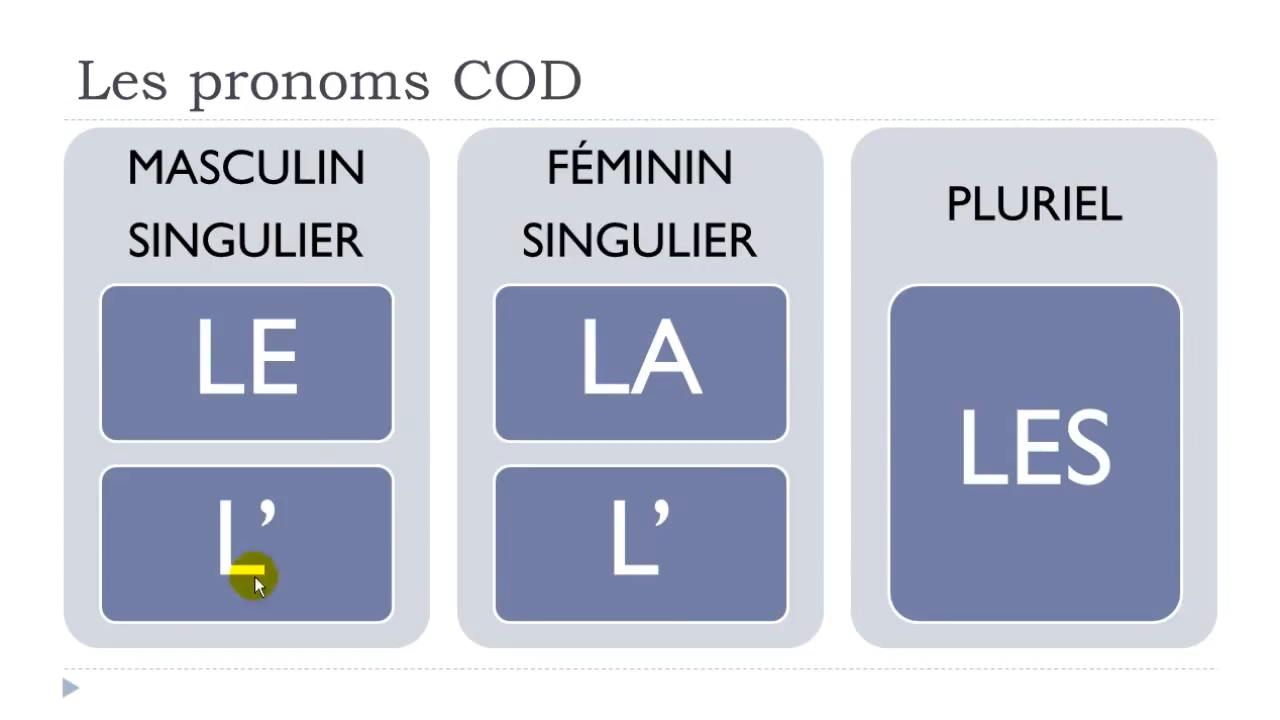 Les pronoms COD
MASCULIN
SINGULIER
LE
L’
FÉMININ
SINGULIER
LA
L’
PLURIEL
LES